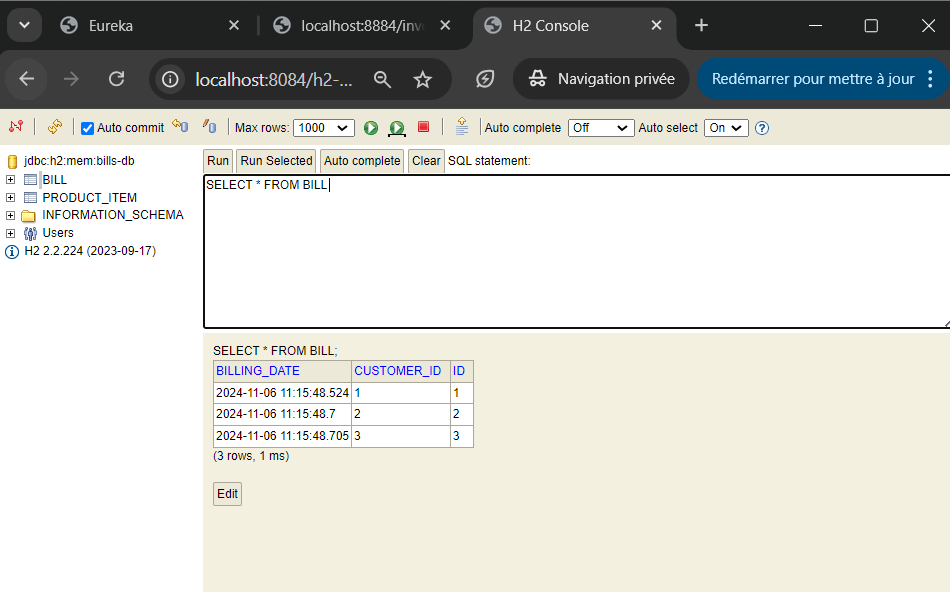 Eureka
localhost:8884/inv
H2 Console
localhost:8084/h2-...
Navigation privée
Redémarrer pour mettre à jour
Auto commit
Max rows: 1000
Auto complete Off
Auto select On
jdbc:h2:mem:bills-db
BILL
PRODUCT_ITEM
INFORMATION_SCHEMA
Users
H2 2.2.224 (2023-09-17)
Run Run Selected Auto complete Clear SQL statement:
SELECT * FROM BILL
SELECT * FROM BILL;
BILLING_DATE CUSTOMER_ID ID
2024-11-06 11:15:48.524 1 1
2024-11-06 11:15:48.7 2 2
2024-11-06 11:15:48.705 3 3
(3 rows, 1 ms)
Edit